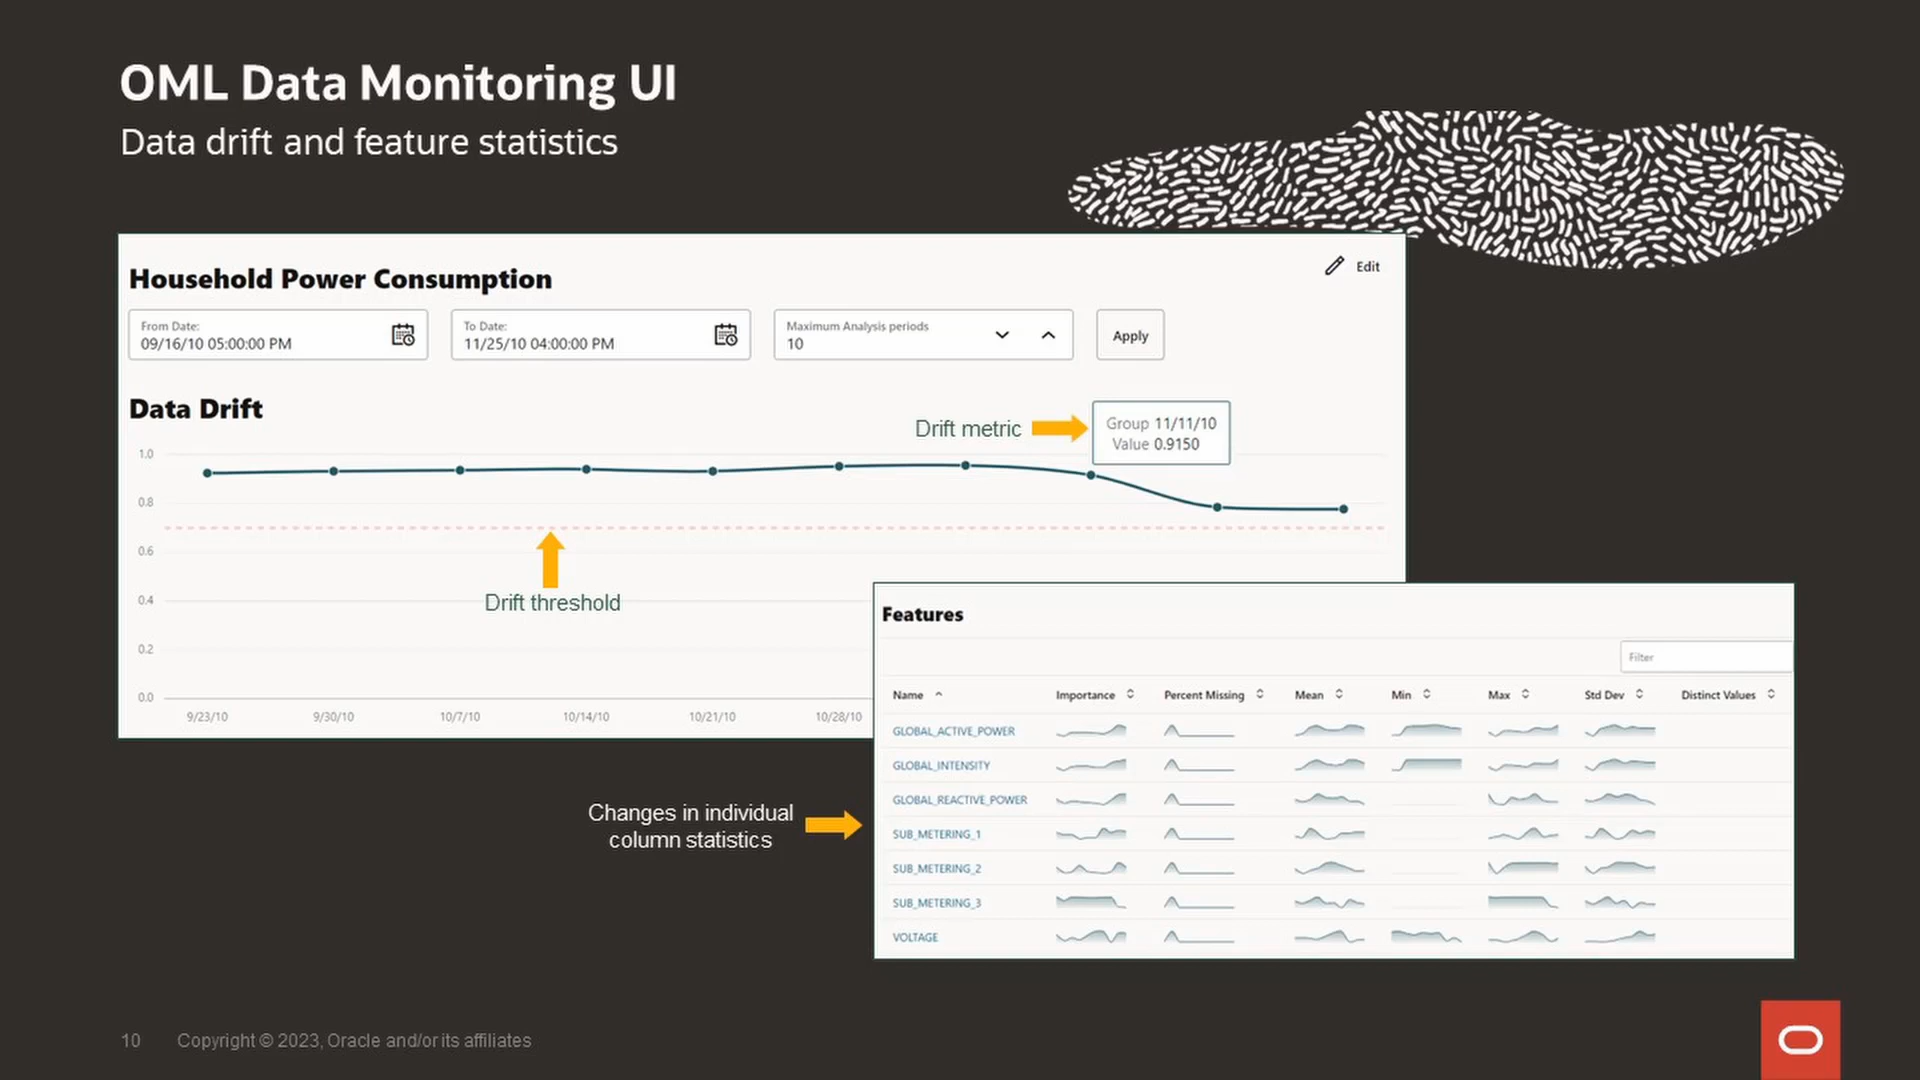 OML Data Monitoring UI
Data drift and feature statistics
Household Power Consumption
Edit
From Date:
09/16/10 05:00:00 PM
To Date:
11/25/10 04:00:00 PM
Maximum Analysis periods
10
Apply
Data Drift
Drift metric
Group 11/11/10
Value 0.9150
1.0
0.8
0.6
0.4
0.2
0.0
Drift threshold
9/23/10 9/30/10 10/7/10 10/14/10 10/21/10 10/28/10
Features
Filter
Name Importance Percent Missing Mean Min Max Std Dev Distinct Values
GLOBAL_ACTIVE_POWER
GLOBAL_INTENSITY
GLOBAL_REACTIVE_POWER
SUB_METERING_1
SUB_METERING_2
SUB_METERING_3
VOLTAGE
Changes in individual
column statistics
10 Copyright © 2023, Oracle and/or its affiliates